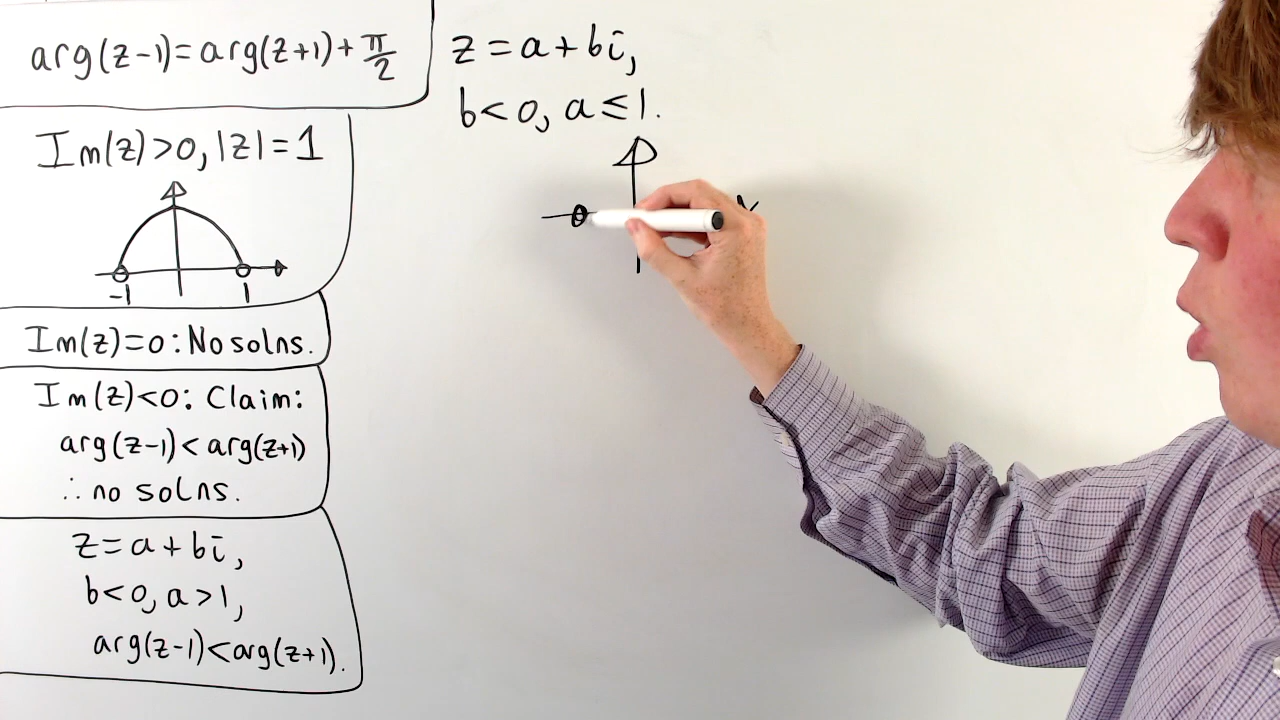 arg(z-1)=arg(z+1)+π/2
Im(z)>0, |z|=1
-1 1
Im(z)=0: No solns.
Im(z)<0: Claim:
arg(z-1)<arg(z+1)
∴ no solns.
z=a+bi,
b<0, a>1,
arg(z-1)<arg(z+1).
z=a+bi,
b<0, a≤1.